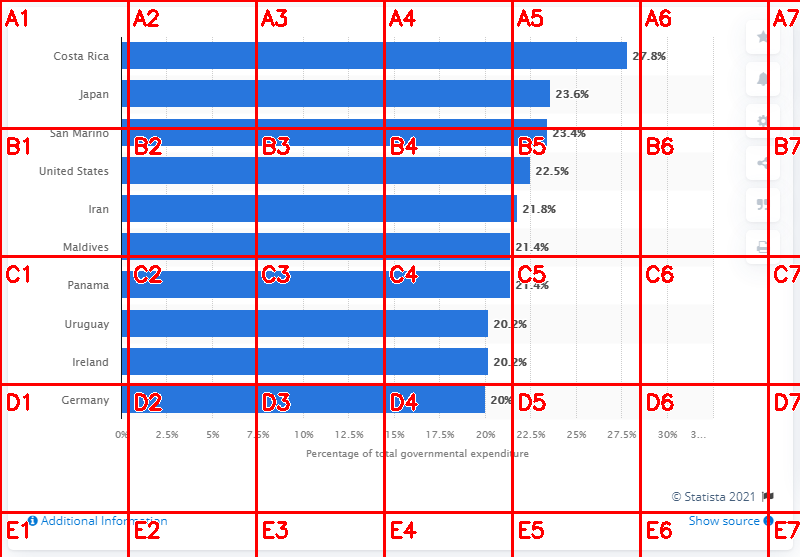 A1 A2 A3 A4 A5 A6 A7
Costa Rica 27.8%
Japan 23.6%
San Marino 23.4%
B1 B2 B3 B4 B5 B6 B7
United States 22.5%
Iran 21.8%
Maldives 21.4%
C1 C2 C3 C4 C5 C6 C7
Panama 21.4%
Uruguay 20.2%
Ireland 20.2%
D1 D2 D3 D4 D5 D6 D7
Germany 20%
0% 2.5% 5% 7.5% 10% 12.5% 15% 17.5% 20% 22.5% 25% 27.5% 30% 3...
Percentage of total governmental expenditure
© Statista 2021
Additional Information Show source
E1 E2 E3 E4 E5 E6 E7